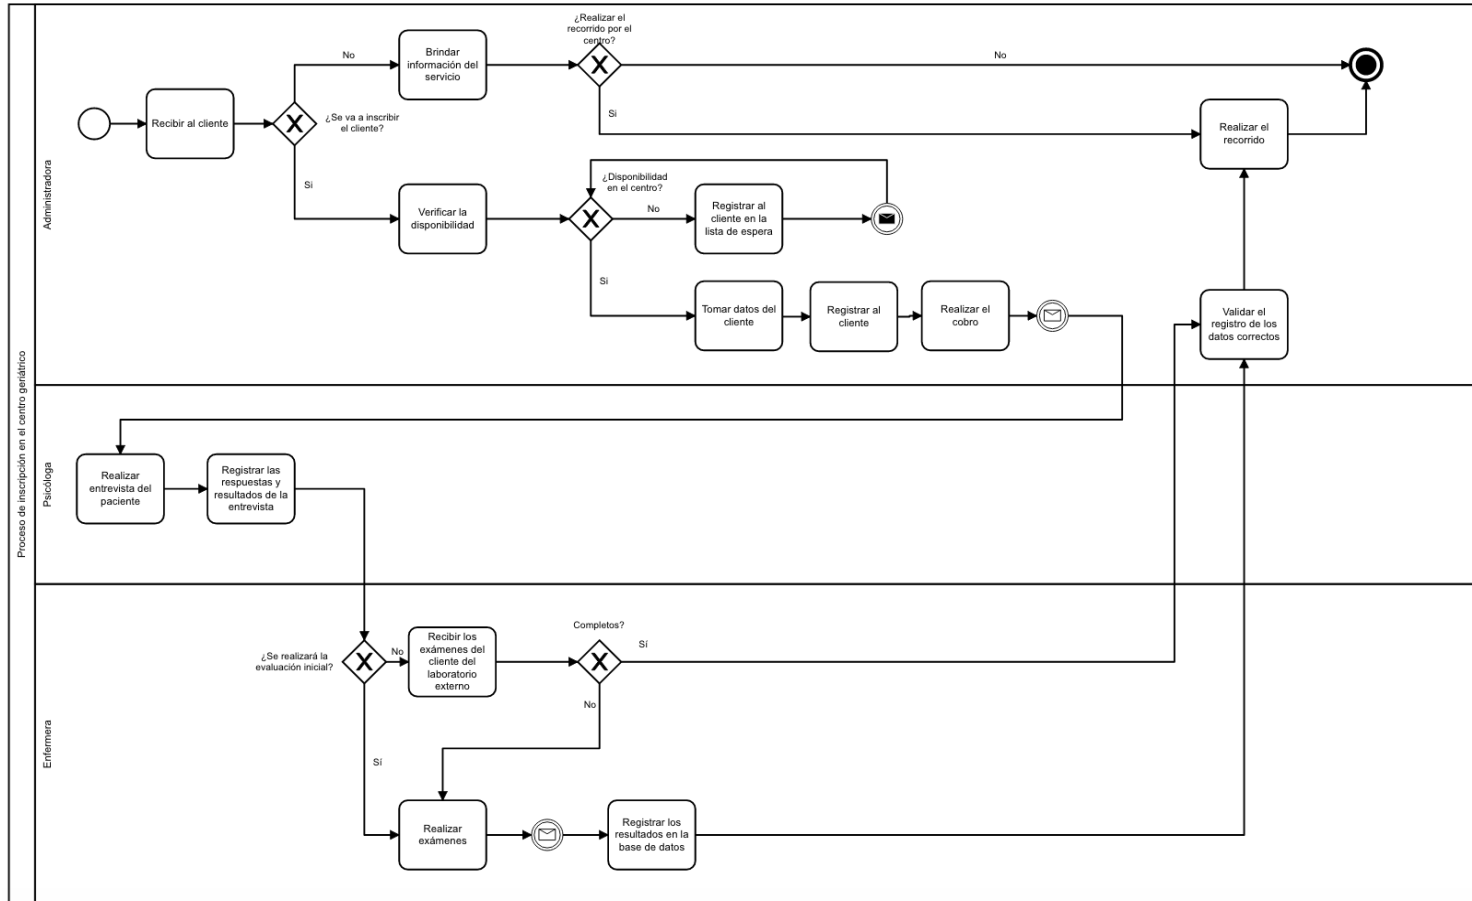 Proceso de inscripción en el centro geriátrico
Administradora
Recibir al cliente
¿Se va a inscribir
el cliente?
No
Brindar
información del
servicio
¿Realizar el
recorrido por el
centro?
No
Si
Realizar el
recorrido
Si
Verificar la
disponibilidad
¿Disponibilidad
en el centro?
No
Registrar al
cliente en la
lista de espera
Si
Tomar datos del
cliente
Registrar al
cliente
Realizar el
cobro
Validar el
registro de los
datos correctos
Psicóloga
Realizar
entrevista del
paciente
Registrar las
respuestas y
resultados de la
entrevista
Enfermera
¿Se realizará la
evaluación inicial?
No
Recibir los
exámenes del
cliente del
laboratorio
externo
Completos?
Sí
No
Sí
Realizar
exámenes
Registrar los
resultados en la
base de datos